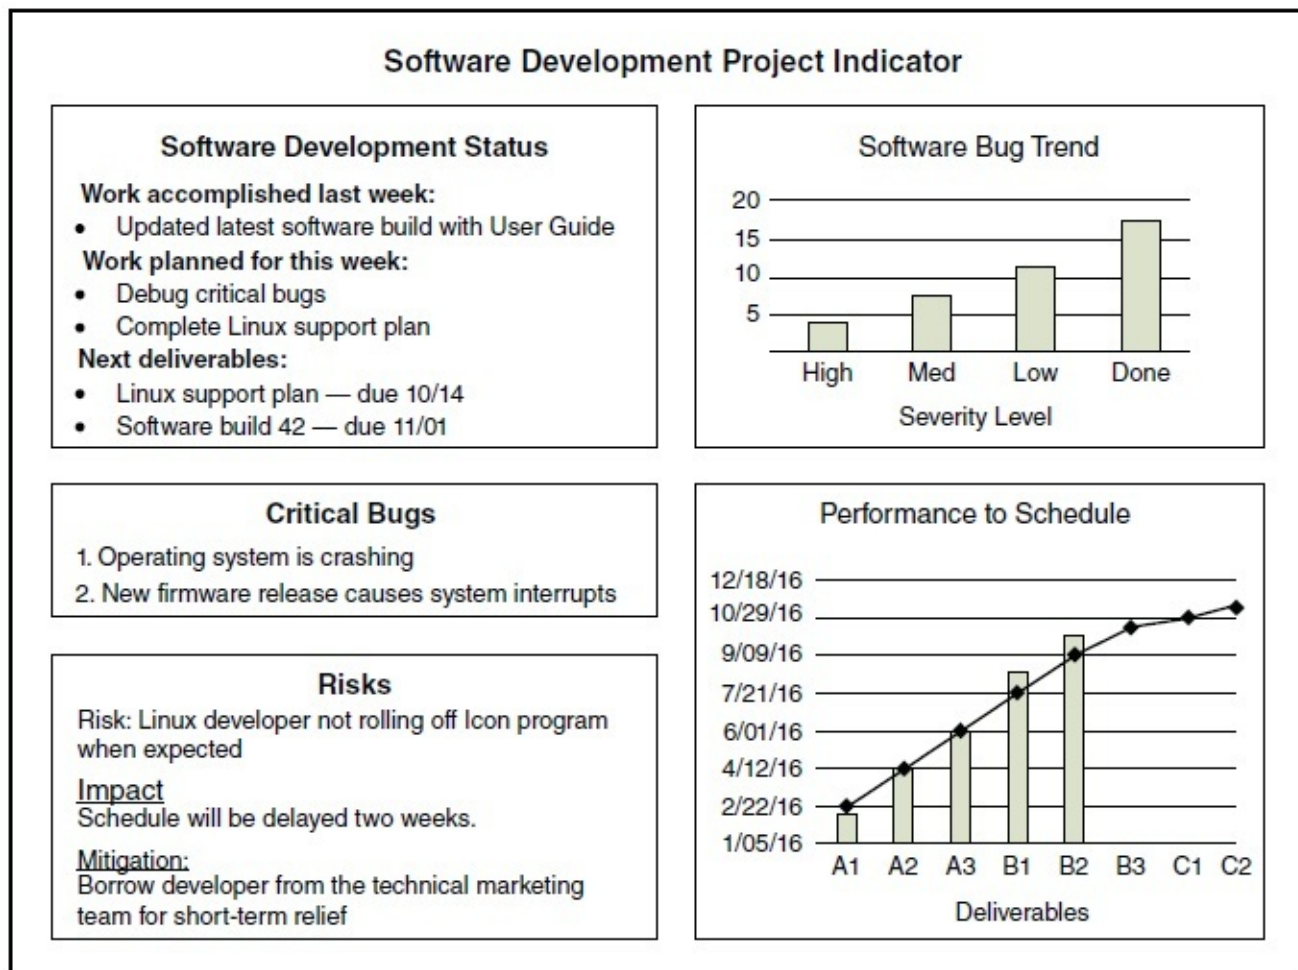 Software Development Project Indicator
Software Development Status
Work accomplished last week:
• Updated latest software build with User Guide
Work planned for this week:
• Debug critical bugs
• Complete Linux support plan
Next deliverables:
• Linux support plan — due 10/14
• Software build 42 — due 11/01
Software Bug Trend
20
15
10
5
High Med Low Done
Severity Level
Critical Bugs
1. Operating system is crashing
2. New firmware release causes system interrupts
Risks
Risk: Linux developer not rolling off Icon program
when expected
Impact
Schedule will be delayed two weeks.
Mitigation:
Borrow developer from the technical marketing
team for short-term relief
Performance to Schedule
12/18/16
10/29/16
9/09/16
7/21/16
6/01/16
4/12/16
2/22/16
1/05/16
A1 A2 A3 B1 B2 B3 C1 C2
Deliverables